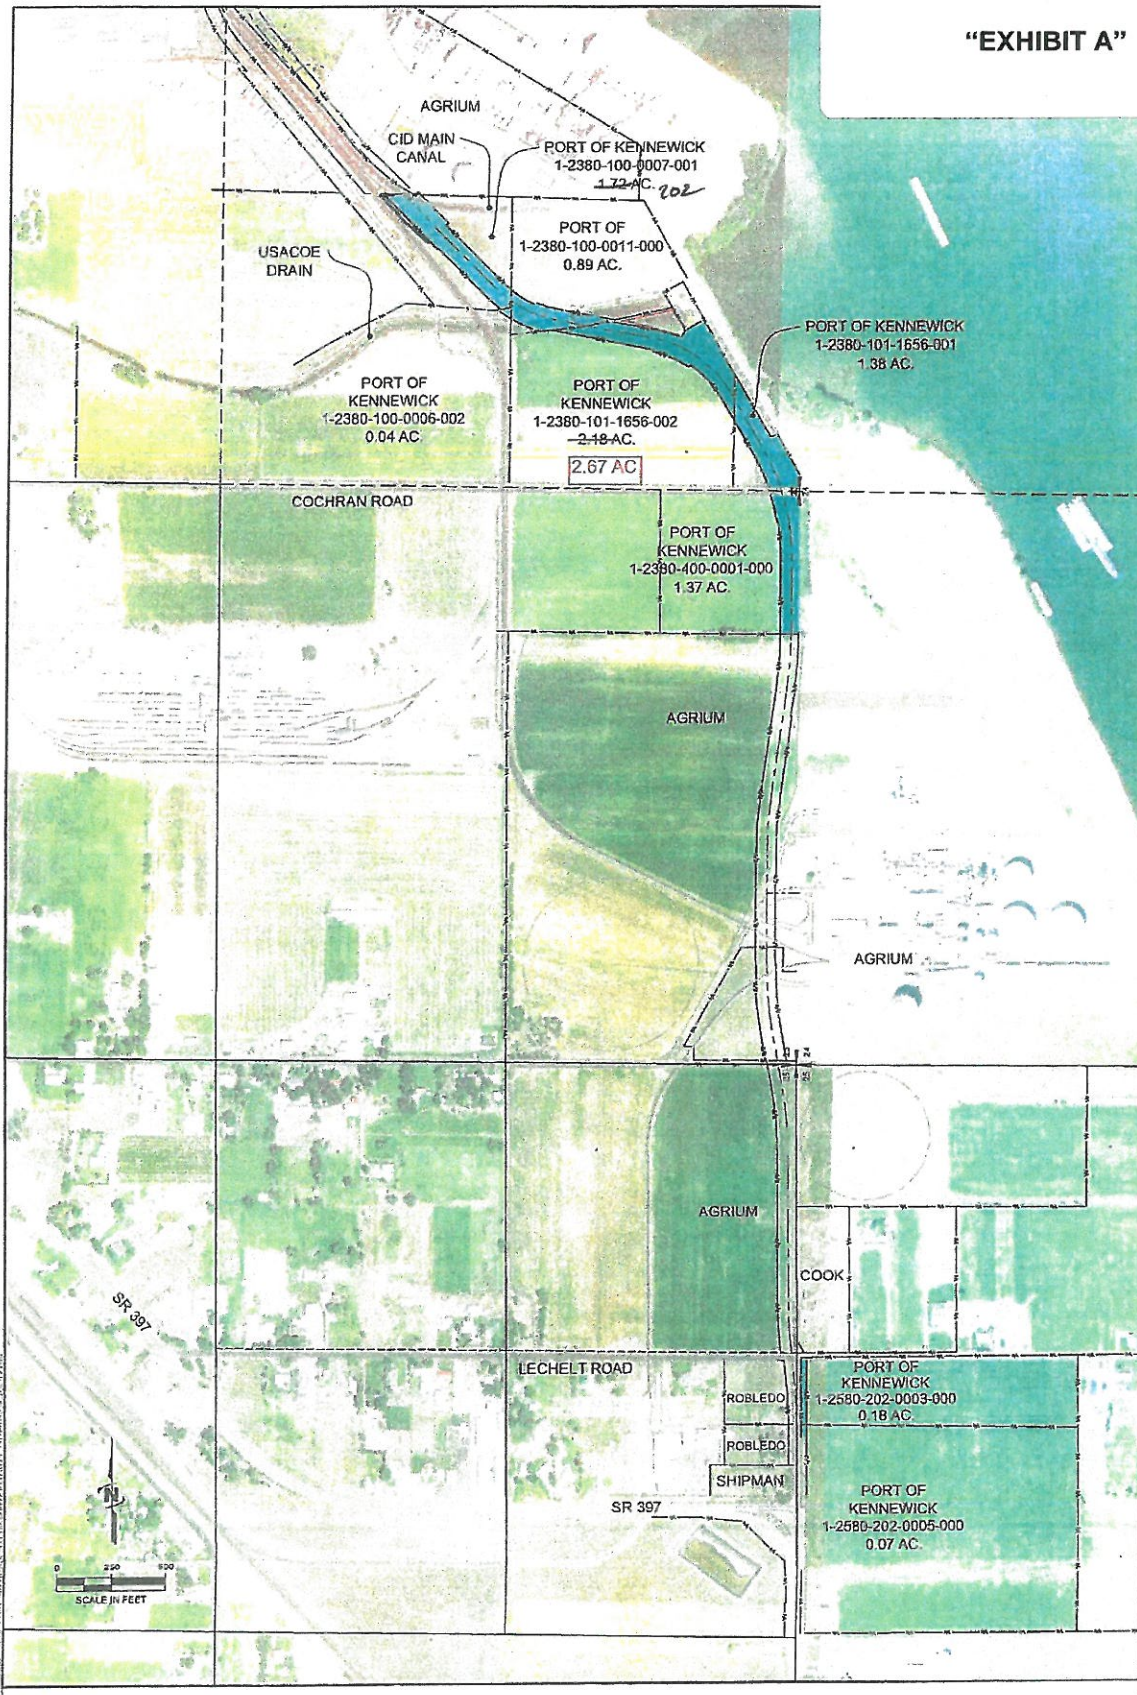 "EXHIBIT A"
AGRIUM
CID MAIN
CANAL
PORT OF KENNEWICK
1-2380-100-0007-001
1.72 AC. 202
USACOE
DRAIN
PORT OF
1-2380-100-0011-000
0.89 AC.
PORT OF KENNEWICK
1-2380-101-1656-001
1.38 AC.
PORT OF
KENNEWICK
1-2380-100-0006-002
0.04 AC.
PORT OF
KENNEWICK
1-2380-101-1656-002
2.18 AC.
2.67 AC
COCHRAN ROAD
PORT OF
KENNEWICK
1-2380-400-0001-000
1.37 AC.
AGRIUM
AGRIUM
24
25
AGRIUM
COOK
SR 397
LECHELT ROAD
PORT OF
KENNEWICK
1-2580-202-0003-000
0.18 AC.
ROBLEDO
ROBLEDO
SHIPMAN
SR 397
PORT OF
KENNEWICK
1-2580-202-0005-000
0.07 AC.
N
0 250 500
SCALE IN FEET